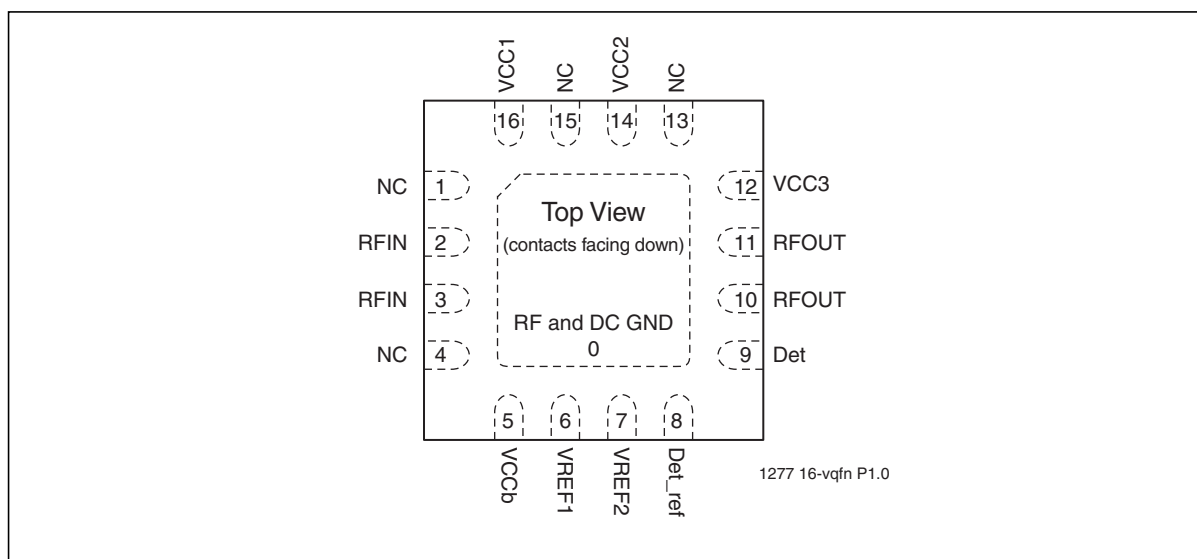 VCC1
NC
VCC2
NC
16
15
14
13
NC
1
12
VCC3
RFIN
2
11
RFOUT
RFIN
3
10
RFOUT
NC
4
9
Det
Top View
(contacts facing down)
RF and DC GND
0
5
6
7
8
VCCb
VREF1
VREF2
Det_ref
1277 16-vqfn P1.0